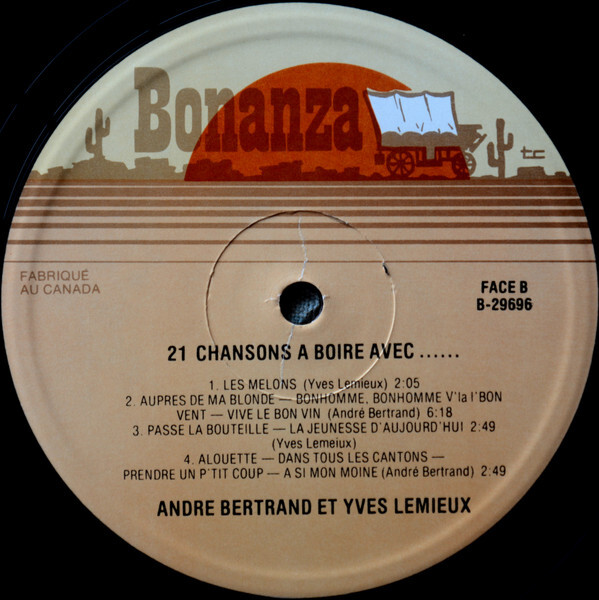 Bonanza
tc
FABRIQUÉ
AU CANADA
FACE B
B-29696
21 CHANSONS A BOIRE AVEC ......
1. LES MELONS (Yves Lemieux) 2:05
2. AUPRES DE MA BLONDE — BONHOMME, BONHOMME V'la l'BON
VENT — VIVE LE BON VIN (André Bertrand) 6:18
3. PASSE LA BOUTEILLE — LA JEUNESSE D'AUJOURD'HUI 2:49
(Yves Lemeiux)
4. ALOUETTE — DANS TOUS LES CANTONS —
PRENDRE UN P'TIT COUP — A SI MON MOINE (André Bertrand) 2:49
ANDRE BERTRAND ET YVES LEMIEUX